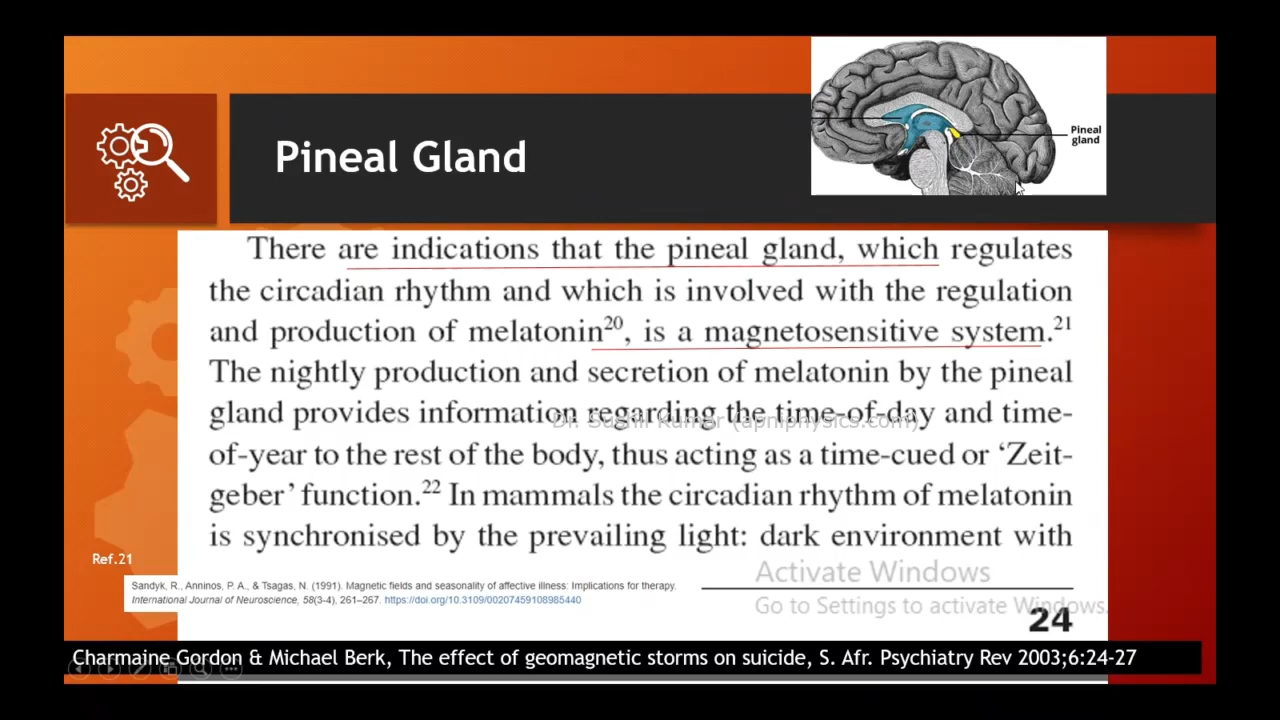 Pineal Gland
Pineal
gland
There are indications that the pineal gland, which regulates
the circadian rhythm and which is involved with the regulation
and production of melatonin20, is a magnetosensitive system.21
The nightly production and secretion of melatonin by the pineal
gland provides information regarding the time-of-day and time-
Dr. Sushil Kumar (apniphysics.com)
of-year to the rest of the body, thus acting as a time-cued or ‘Zeit-
geber’ function.22 In mammals the circadian rhythm of melatonin
is synchronised by the prevailing light: dark environment with
Ref.21
Sandyk, R., Anninos, P. A., & Tsagas, N. (1991). Magnetic fields and seasonality of affective illness: Implications for therapy.
International Journal of Neuroscience, 58(3-4), 261–267. https://doi.org/10.3109/00207459108985440
Activate Windows
Go to Settings to activate Windows.
24
Charmaine Gordon & Michael Berk, The effect of geomagnetic storms on suicide, S. Afr. Psychiatry Rev 2003;6:24-27